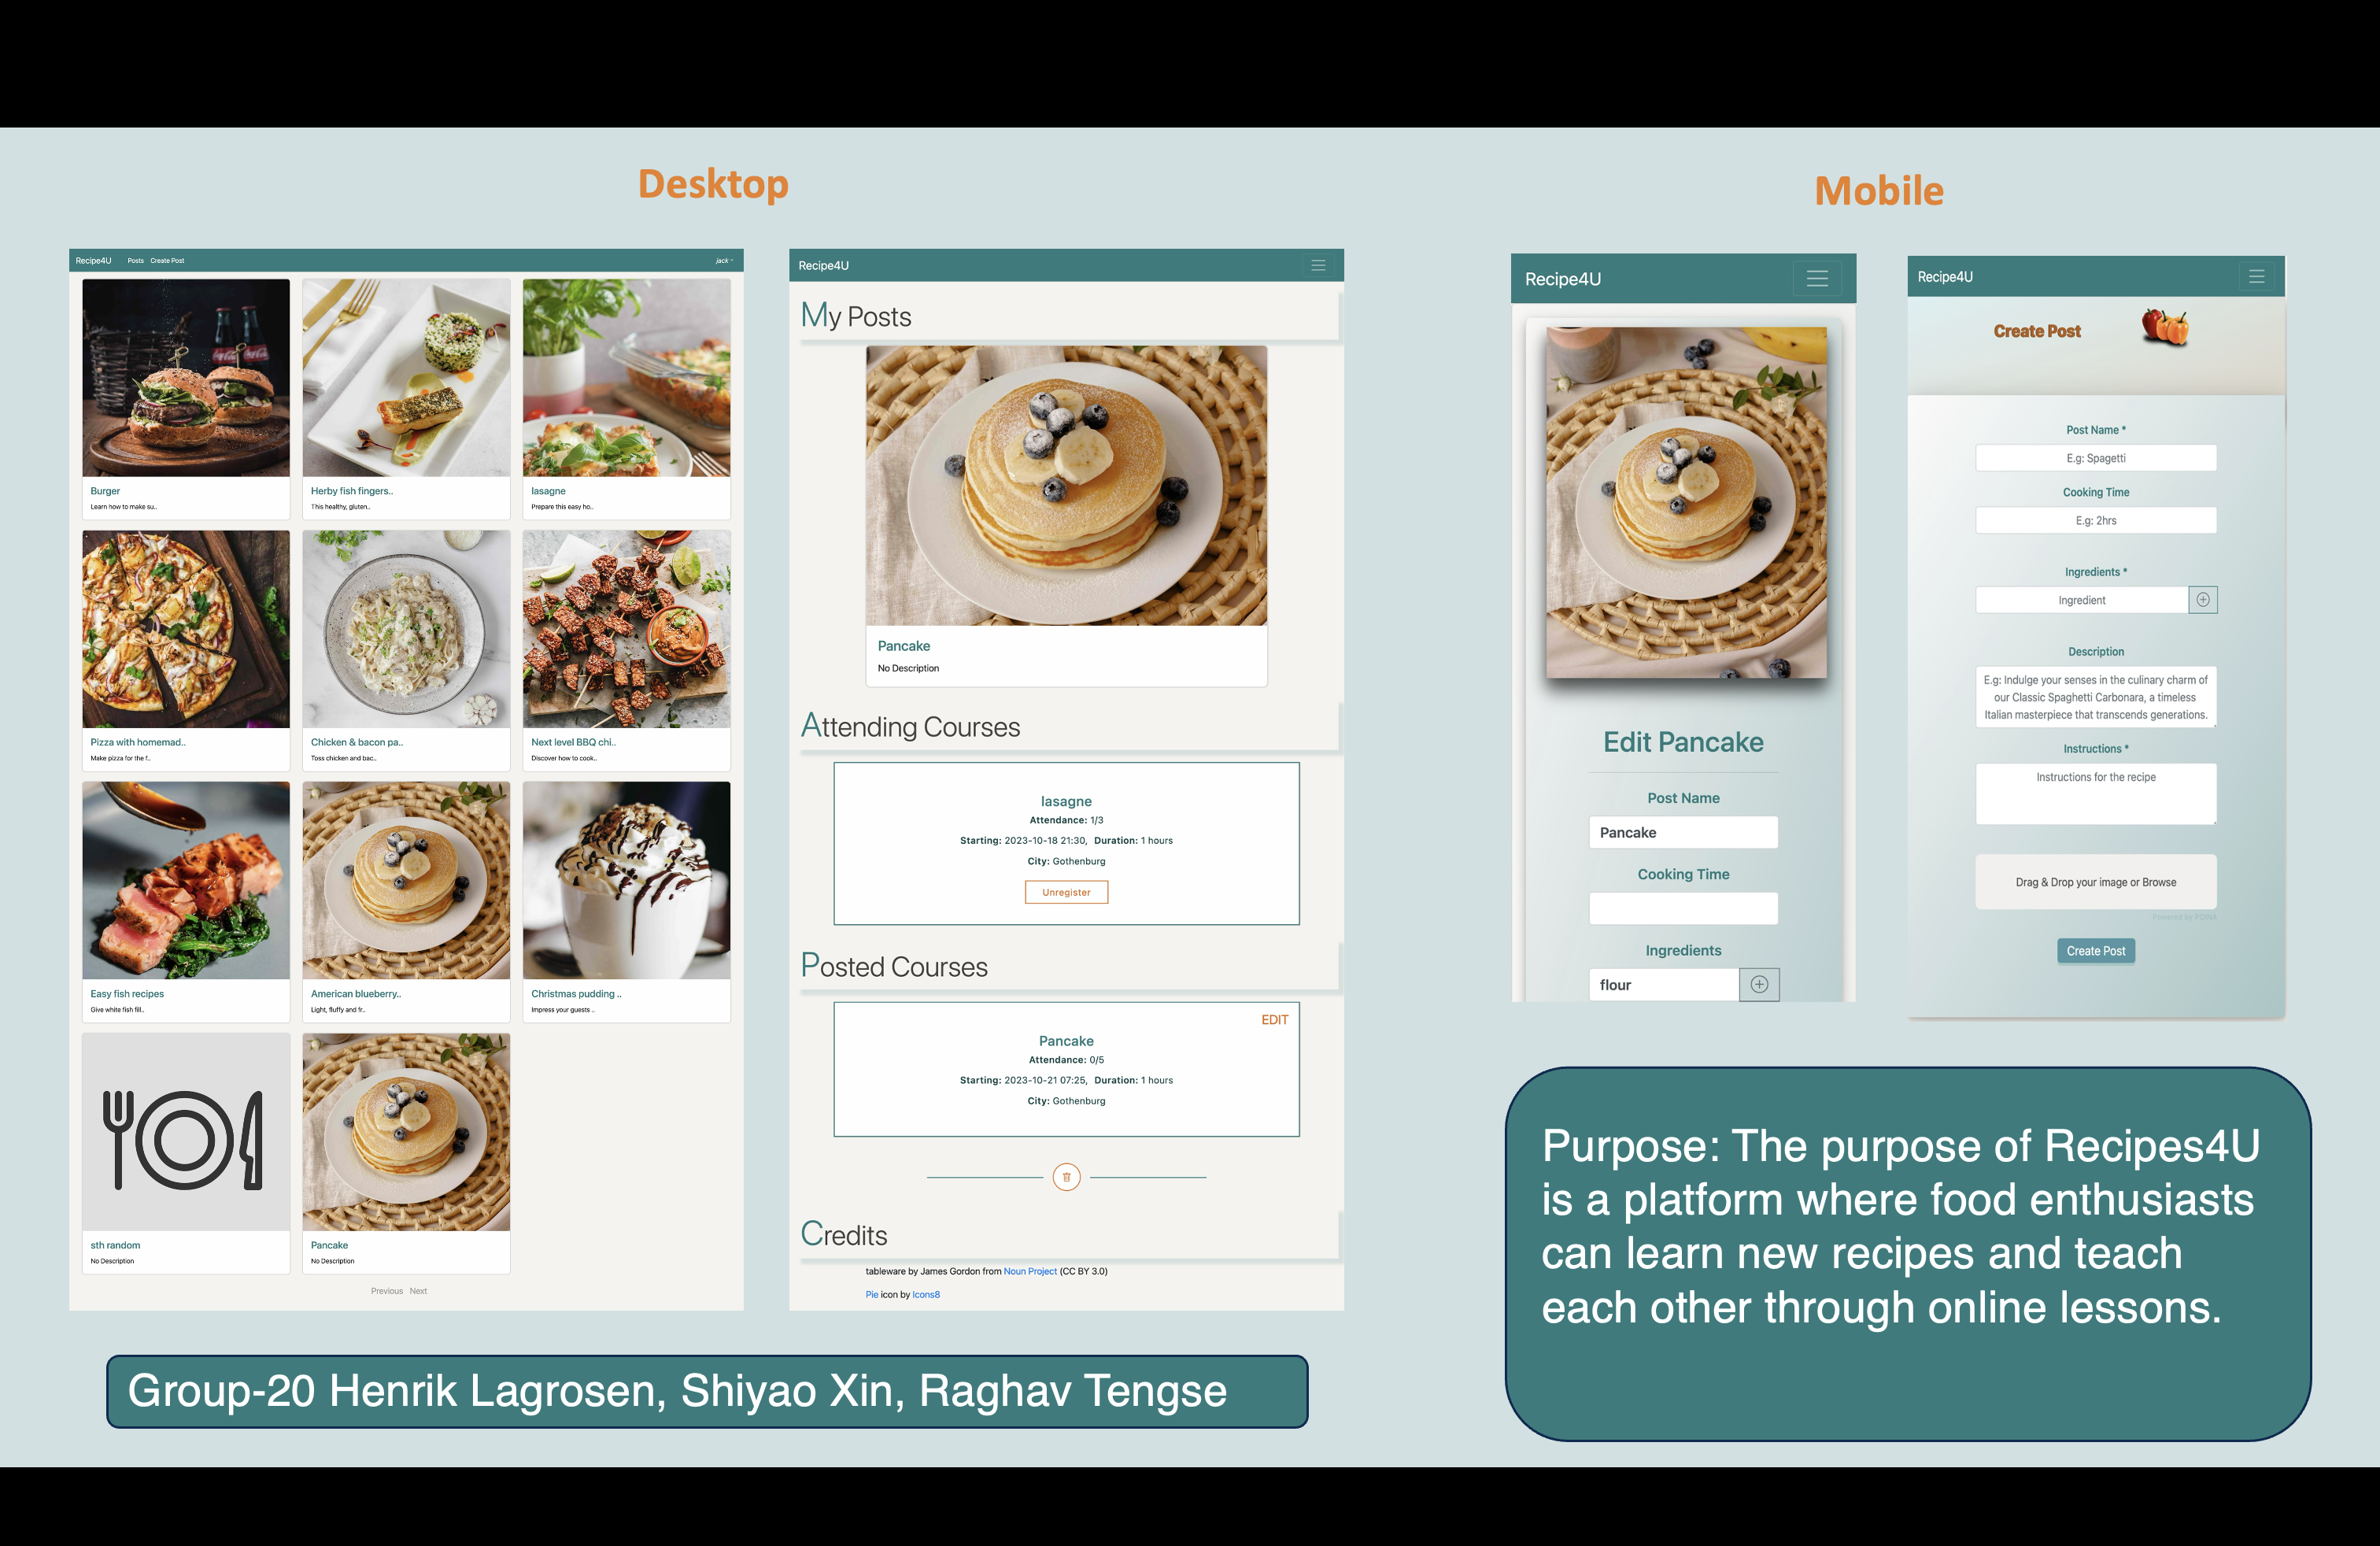 Desktop
Mobile
Recipe4U Posts Create Post jack
Burger
Learn how to make su..
Herby fish fingers..
This healthy, gluten..
lasagne
Prepare this easy ho..
Pizza with homemad..
Make pizza for the f..
Chicken & bacon pa..
Toss chicken and bac..
Next level BBQ chi..
Discover how to cook..
Easy fish recipes
Give white fish fill..
American blueberry..
Light, fluffy and fr..
Christmas pudding ..
Impress your guests ..
sth random
No Description
Pancake
No Description
Previous Next
Recipe4U
My Posts
Pancake
No Description
Attending Courses
lasagne
Attendance: 1/3
Starting: 2023-10-18 21:30, Duration: 1 hours
City: Gothenburg
Unregister
Posted Courses
EDIT
Pancake
Attendance: 0/5
Starting: 2023-10-21 07:25, Duration: 1 hours
City: Gothenburg
Credits
tableware by James Gordon from Noun Project (CC BY 3.0)
Pie icon by Icons8
Recipe4U
Edit Pancake
Post Name
Pancake
Cooking Time
Ingredients
flour
Recipe4U
Create Post
Post Name *
E.g: Spagetti
Cooking Time
E.g: 2hrs
Ingredients *
Ingredient
Description
E.g: Indulge your senses in the culinary charm of
our Classic Spaghetti Carbonara, a timeless
Italian masterpiece that transcends generations.
Instructions *
Instructions for the recipe
Drag & Drop your image or Browse
Powered by PQINA
Create Post
Purpose: The purpose of Recipes4U
is a platform where food enthusiasts
can learn new recipes and teach
each other through online lessons.
Group-20 Henrik Lagrosen, Shiyao Xin, Raghav Tengse